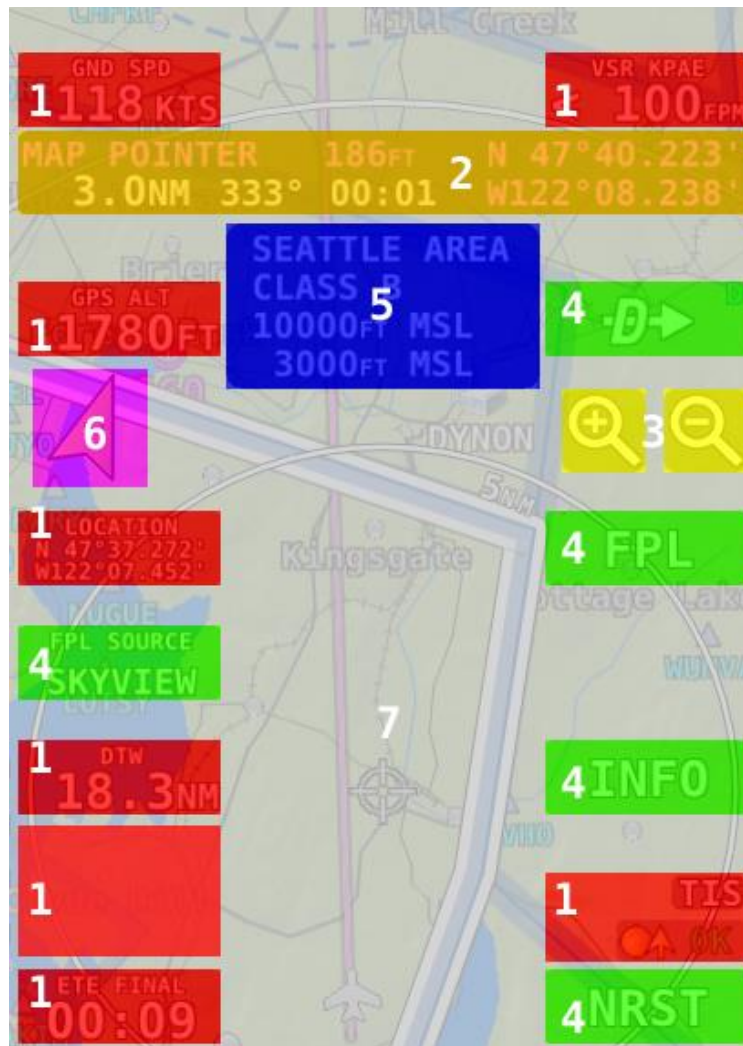 Mill Creek
GND SPD
1 118 KTS
VSR KPAE
1 100FPM
MAP POINTER 186FT N 47°40.223'
3.0NM 333° 00:01 2 W122°08.238'
Brier
SEATTLE AREA
CLASS B
10000FT MSL
3000FT MSL
5
GPS ALT
1 1780FT
4 D
6
DYNON
3
5NM
1
LOCATION
N 47°37.272'
W122°07.452'
Kingsgate
4 FPL
ttage Lak
FPL SOURCE
4 SKYVIEW
7
1
DTW
18.3NM
4 INFO
1
1
TIS
OK
1
ETE FINAL
00:09
4 NRST